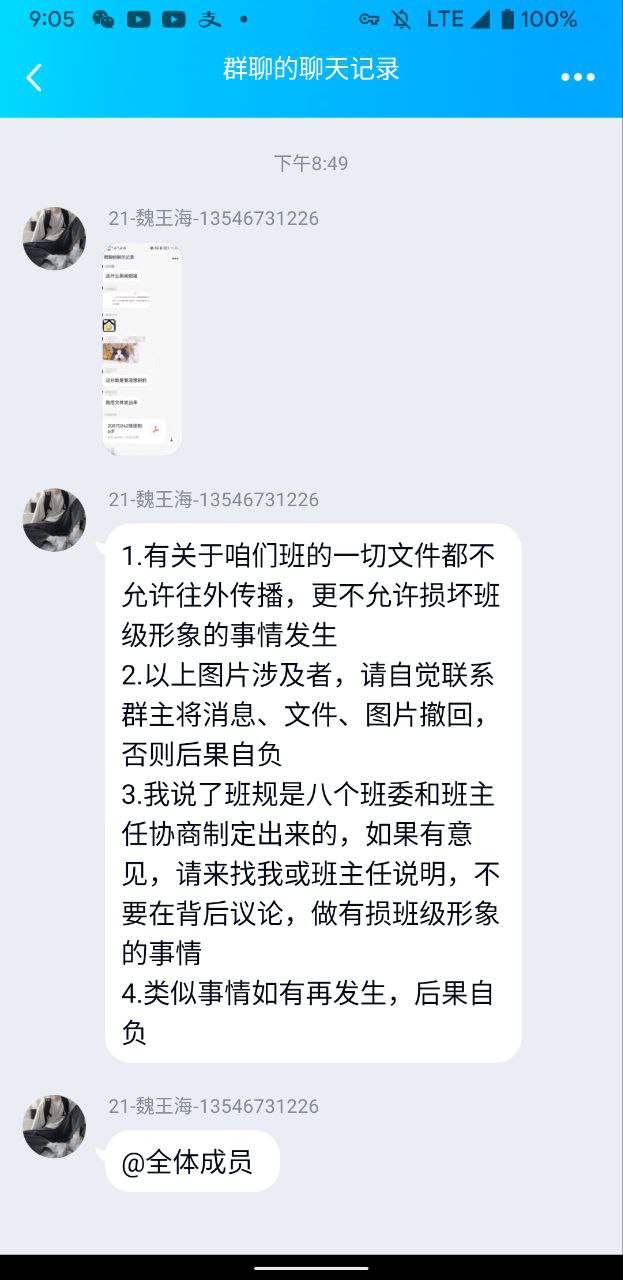 9:05
LTE
100%
群聊的聊天记录
下午8:49
21-魏王海-13546731226
21-魏王海-13546731226
1.有关于咱们班的一切文件都不
允许往外传播，更不允许损坏班
级形象的事情发生
2.以上图片涉及者，请自觉联系
群主将消息、文件、图片撤回，
否则后果自负
3.我说了班规是八个班委和班主
任协商制定出来的，如果有意
见，请来找我或班主任说明，不
要在背后议论，做有损班级形象
的事情
4.类似事情如有再发生，后果自
负
21-魏王海-13546731226
@全体成员